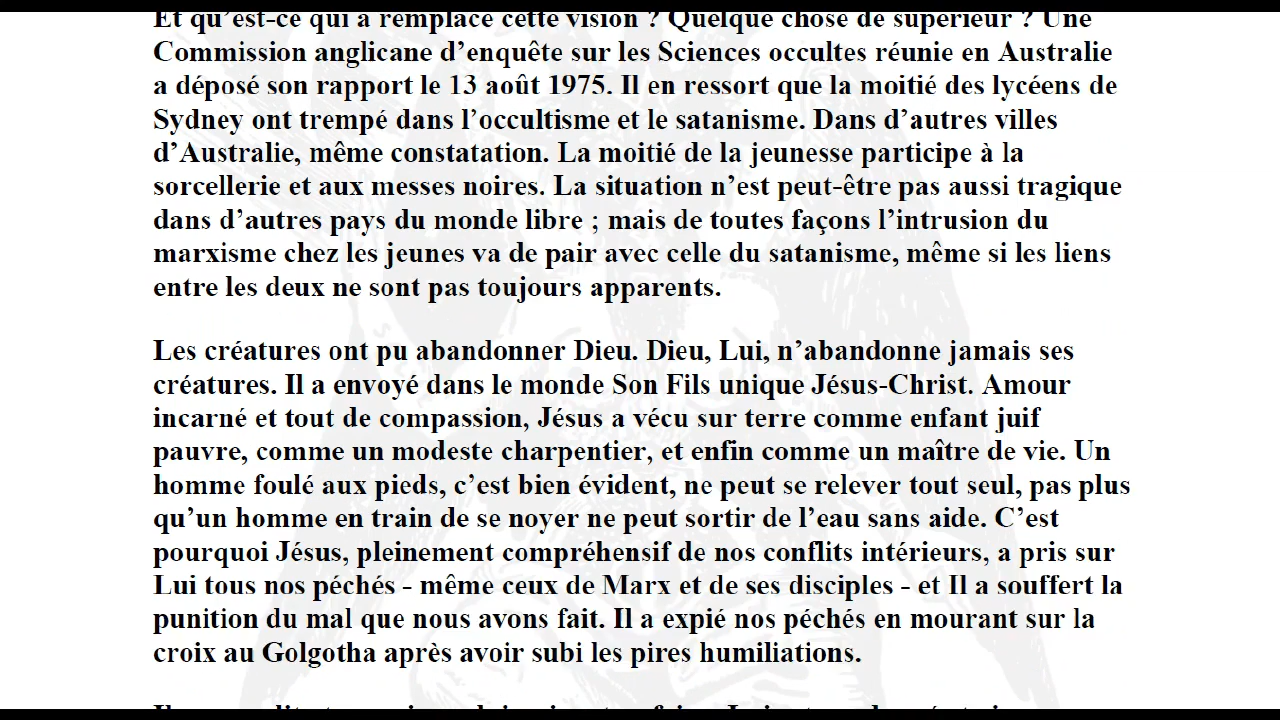 Et qu’est-ce qui a remplacé cette vision ? Quelque chose de supérieur ? Une
Commission anglicane d’enquête sur les Sciences occultes réunie en Australie
a déposé son rapport le 13 août 1975. Il en ressort que la moitié des lycéens de
Sydney ont trempé dans l’occultisme et le satanisme. Dans d’autres villes
d’Australie, même constatation. La moitié de la jeunesse participe à la
sorcellerie et aux messes noires. La situation n’est peut-être pas aussi tragique
dans d’autres pays du monde libre ; mais de toutes façons l’intrusion du
marxisme chez les jeunes va de pair avec celle du satanisme, même si les liens
entre les deux ne sont pas toujours apparents.
Les créatures ont pu abandonner Dieu. Dieu, Lui, n’abandonne jamais ses
créatures. Il a envoyé dans le monde Son Fils unique Jésus-Christ. Amour
incarné et tout de compassion, Jésus a vécu sur terre comme enfant juif
pauvre, comme un modeste charpentier, et enfin comme un maître de vie. Un
homme foulé aux pieds, c’est bien évident, ne peut se relever tout seul, pas plus
qu’un homme en train de se noyer ne peut sortir de l’eau sans aide. C’est
pourquoi Jésus, pleinement compréhensif de nos conflits intérieurs, a pris sur
Lui tous nos péchés - même ceux de Marx et de ses disciples - et Il a souffert la
punition du mal que nous avons fait. Il a expié nos péchés en mourant sur la
croix au Golgotha après avoir subi les pires humiliations.